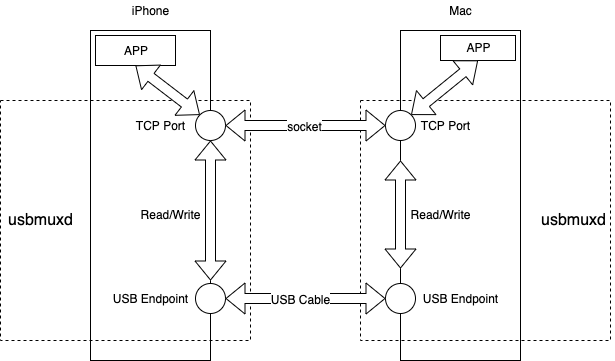 iPhone
Mac
APP
APP
TCP Port
socket
TCP Port
usbmuxd
Read/Write
Read/Write
usbmuxd
USB Endpoint
USB Cable
USB Endpoint